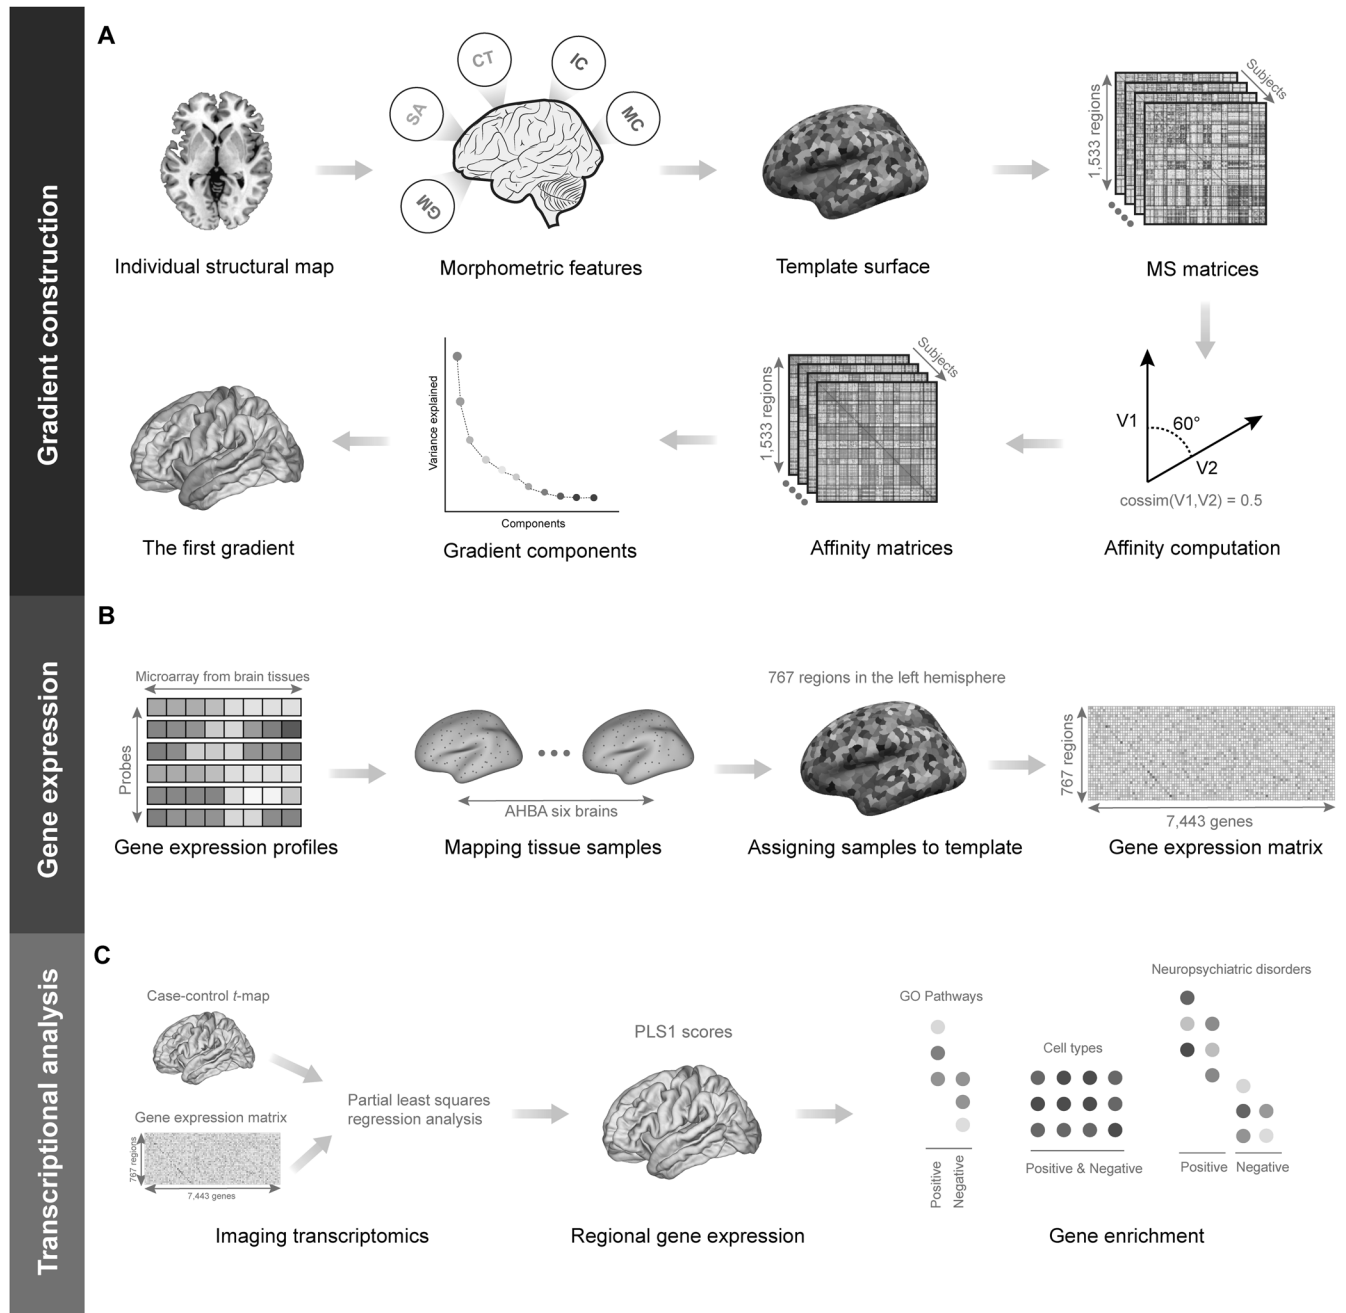 Gradient construction
A
SA
CT
IC
MC
GM
Individual structural map
Morphometric features
Template surface
1,533 regions
Subjects
MS matrices
The first gradient
Variance explained
Components
Gradient components
1,533 regions
Subjects
Affinity matrices
V1
60°
V2
cossim(V1,V2) = 0.5
Affinity computation
Gene expression
B
Microarray from brain tissues
Probes
Gene expression profiles
AHBA six brains
Mapping tissue samples
767 regions in the left hemisphere
Assigning samples to template
767 regions
7,443 genes
Gene expression matrix
Transcriptional analysis
C
Case-control t-map
Gene expression matrix
767 regions
7,443 genes
Partial least squares
regression analysis
Imaging transcriptomics
PLS1 scores
Regional gene expression
GO Pathways
Positive
Negative
Cell types
Positive & Negative
Neuropsychiatric disorders
Positive
Negative
Gene enrichment